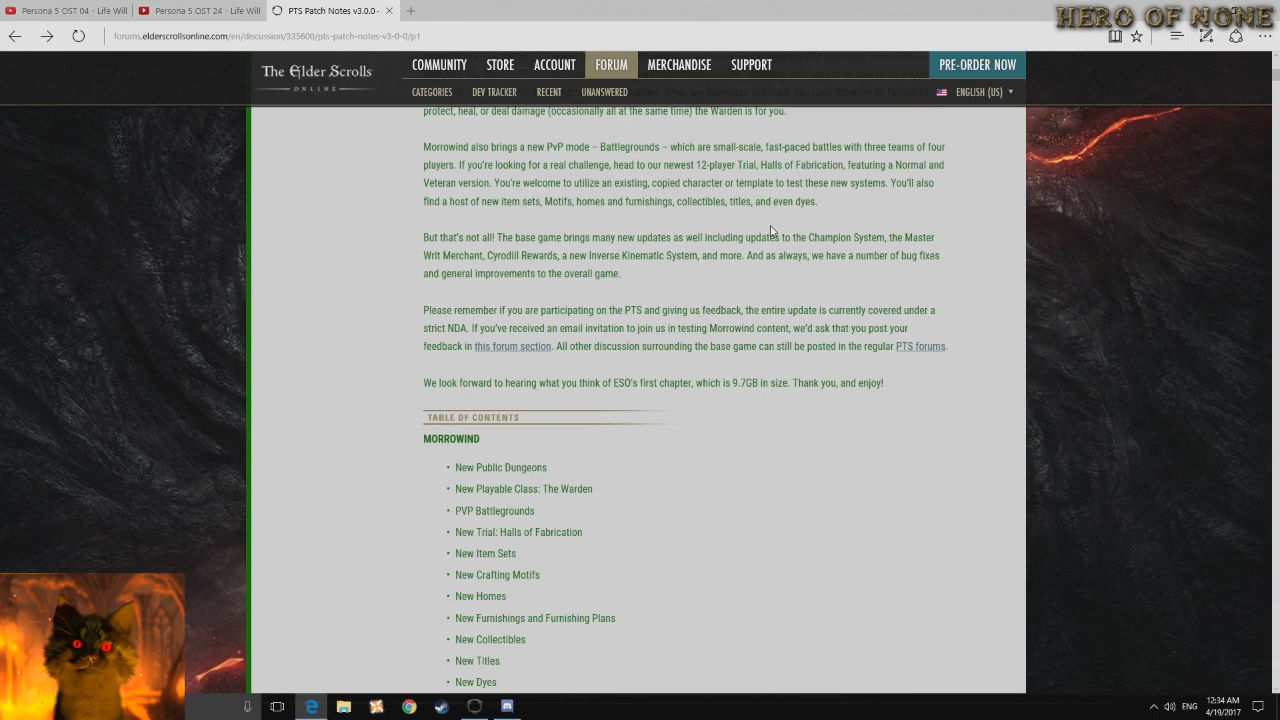 Persona 5 OST 04 - Life Will
Persona 5 OST 24 - Life Will
PTS Patch Notes v3.0.0 -
HERO OF NONE
forums.elderscrollsonline.com/en/discussion/335600/pts-patch-notes-v3-0-0/p1
The Elder Scrolls
ONLINE
COMMUNITY STORE ACCOUNT FORUM MERCHANDISE SUPPORT PRE-ORDER NOW
CATEGORIES DEV TRACKER RECENT UNANSWERED ENGLISH (US)
protect, heal, or deal damage (occasionally all at the same time) the Warden is for you.
Morrowind also brings a new PvP mode – Battlegrounds – which are small-scale, fast-paced battles with three teams of four
players. If you're looking for a real challenge, head to our newest 12-player Trial, Halls of Fabrication, featuring a Normal and
Veteran version. You're welcome to utilize an existing, copied character or template to test these new systems. You'll also
find a host of new item sets, Motifs, homes and furnishings, collectibles, titles, and even dyes.
But that's not all! The base game brings many new updates as well including updates to the Champion System, the Master
Writ Merchant, Cyrodiil Rewards, a new Inverse Kinematic System, and more. And as always, we have a number of bug fixes
and general improvements to the overall game.
Please remember if you are participating on the PTS and giving us feedback, the entire update is currently covered under a
strict NDA. If you've received an email invitation to join us in testing Morrowind content, we'd ask that you post your
feedback in this forum section. All other discussion surrounding the base game can still be posted in the regular PTS forums.
We look forward to hearing what you think of ESO's first chapter, which is 9.7GB in size. Thank you, and enjoy!
TABLE OF CONTENTS
MORROWIND
• New Public Dungeons
• New Playable Class: The Warden
• PVP Battlegrounds
• New Trial: Halls of Fabrication
• New Item Sets
• New Crafting Motifs
• New Homes
• New Furnishings and Furnishing Plans
• New Collectibles
• New Titles
• New Dyes
ENG
12:34 AM
4/19/2017